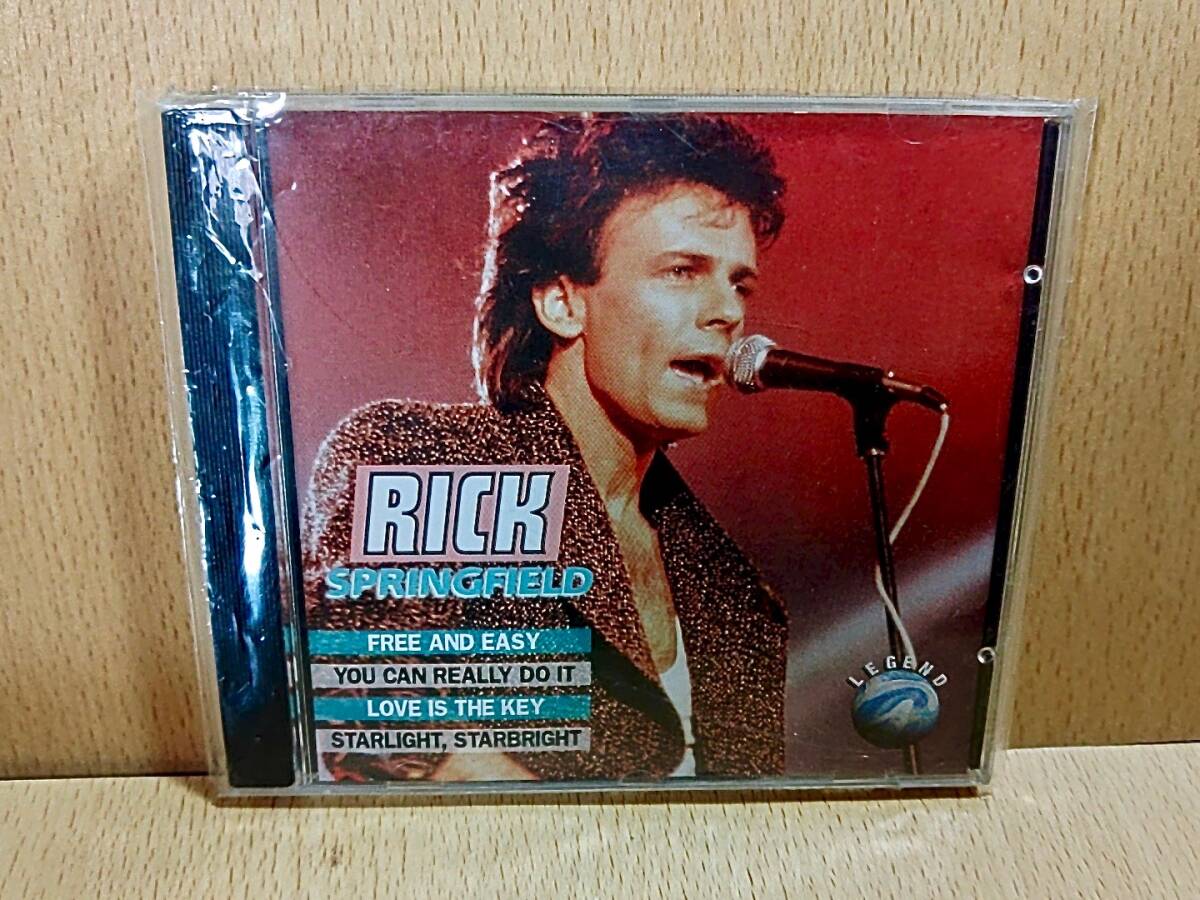 RICK
SPRINGFIELD
FREE AND EASY
YOU CAN REALLY DO IT
LOVE IS THE KEY
STARLIGHT, STARBRIGHT
LEGEND